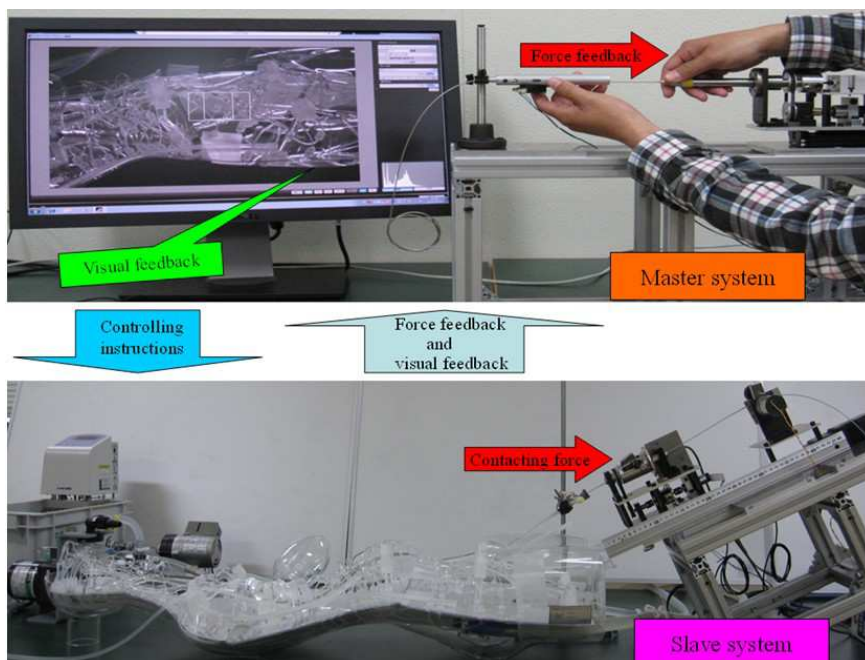 Force feedback
Visual feedback
Master system
Controlling
instructions
Force feedback
and
visual feedback
Contacting force
Slave system